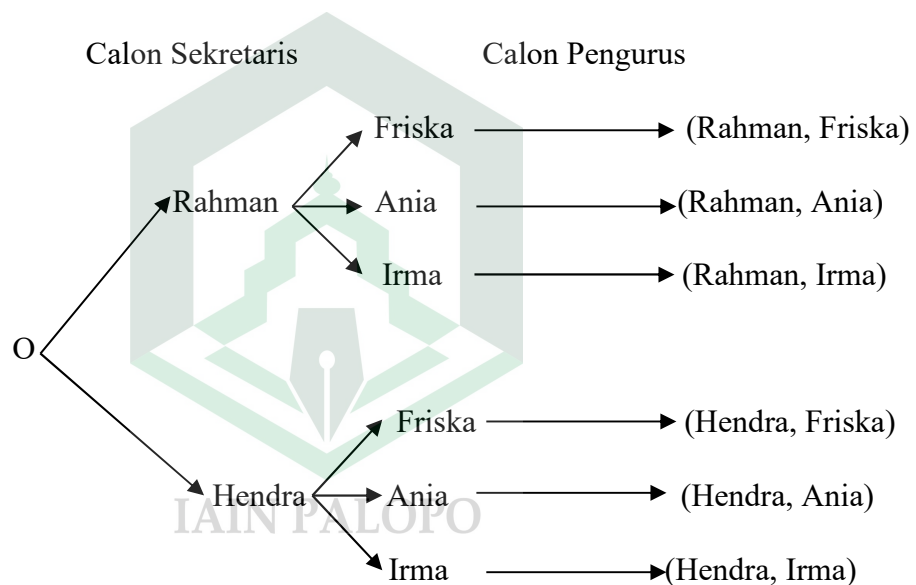 Calon Sekretaris Calon Pengurus
Friska (Rahman, Friska)
Rahman Ania (Rahman, Ania)
Irma (Rahman, Irma)
O
Friska (Hendra, Friska)
Hendra Ania (Hendra, Ania)
IAIN PALOPO
Irma (Hendra, Irma)